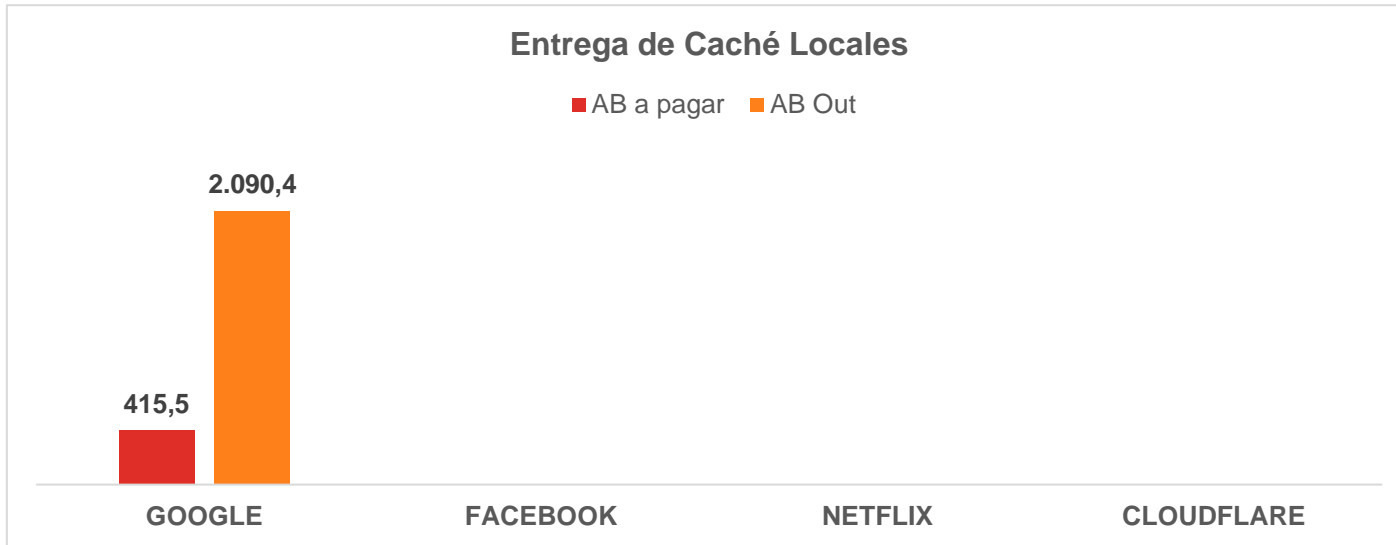 Entrega de Caché Locales
AB a pagar AB Out
2.090,4
415,5
GOOGLE FACEBOOK NETFLIX CLOUDFLARE